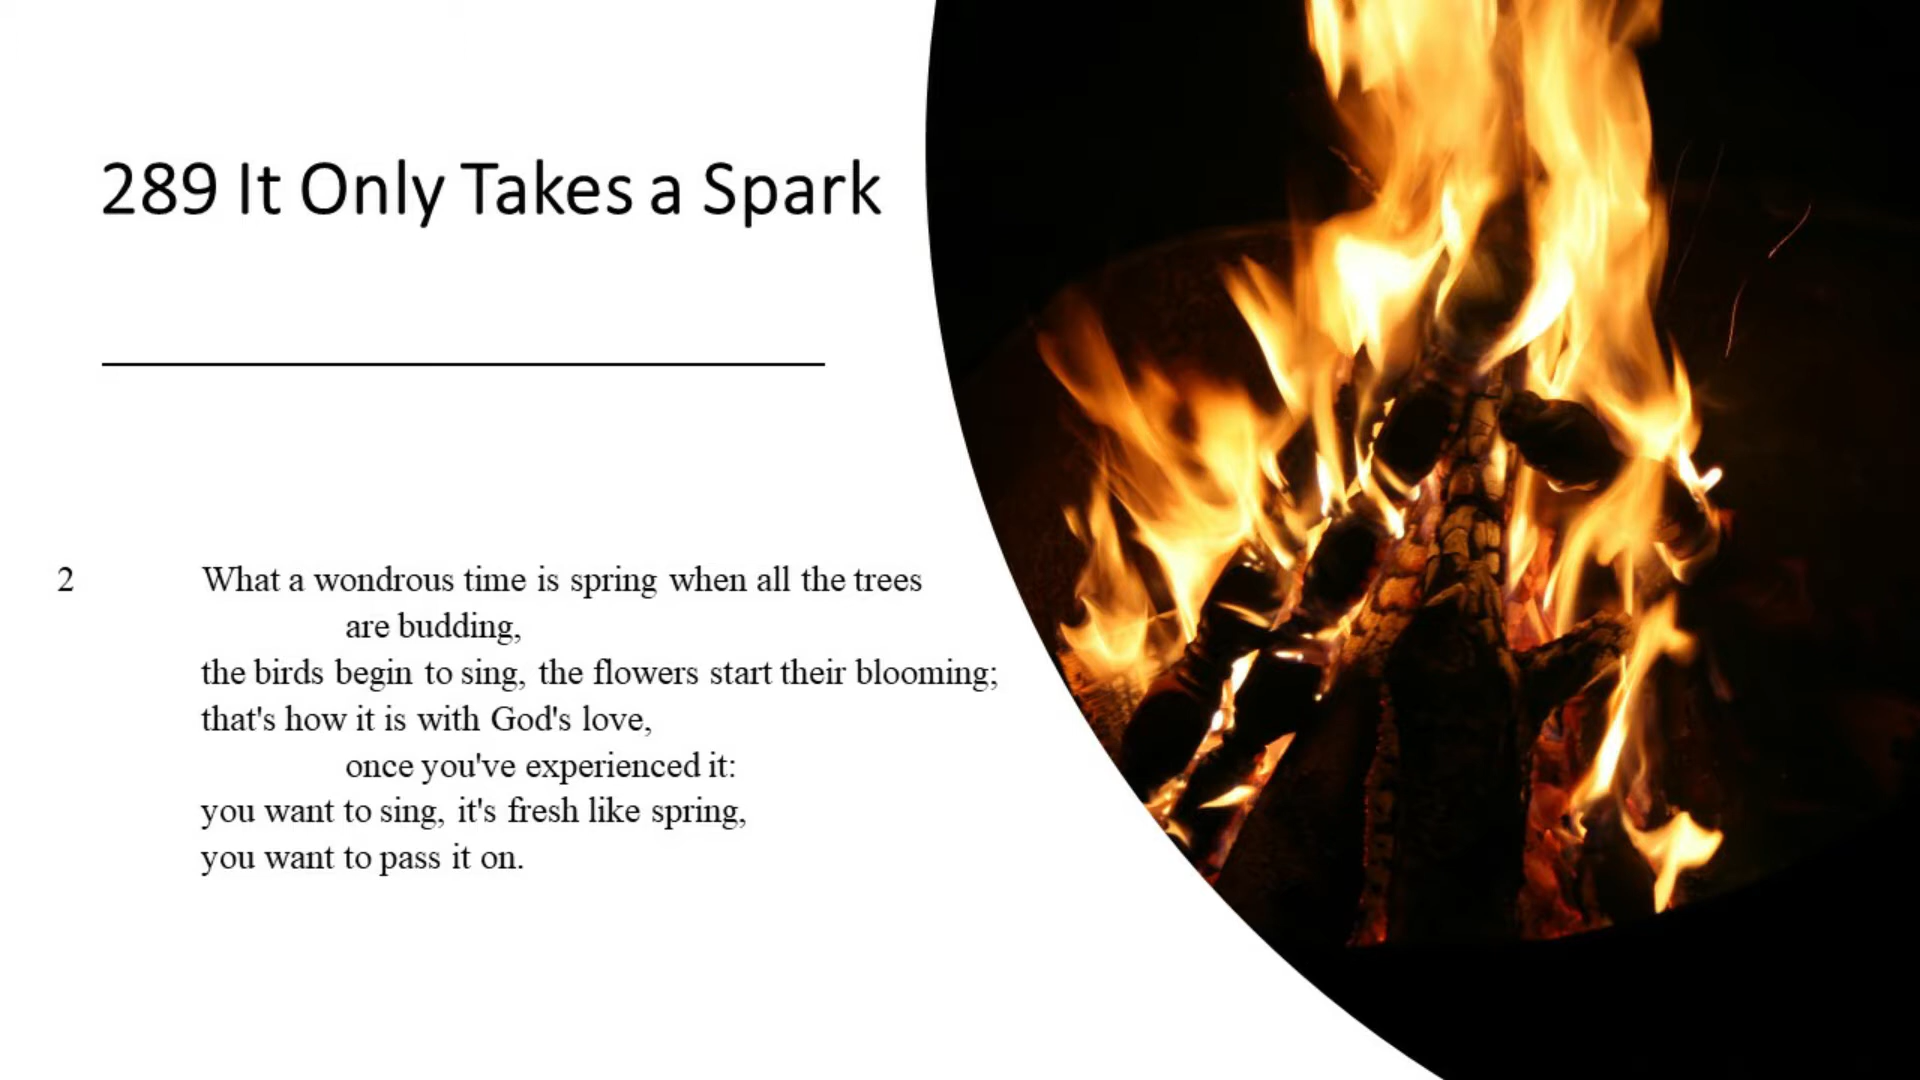 289 It Only Takes a Spark
2 What a wondrous time is spring when all the trees
are budding,
the birds begin to sing, the flowers start their blooming;
that's how it is with God's love,
once you've experienced it:
you want to sing, it's fresh like spring,
you want to pass it on.